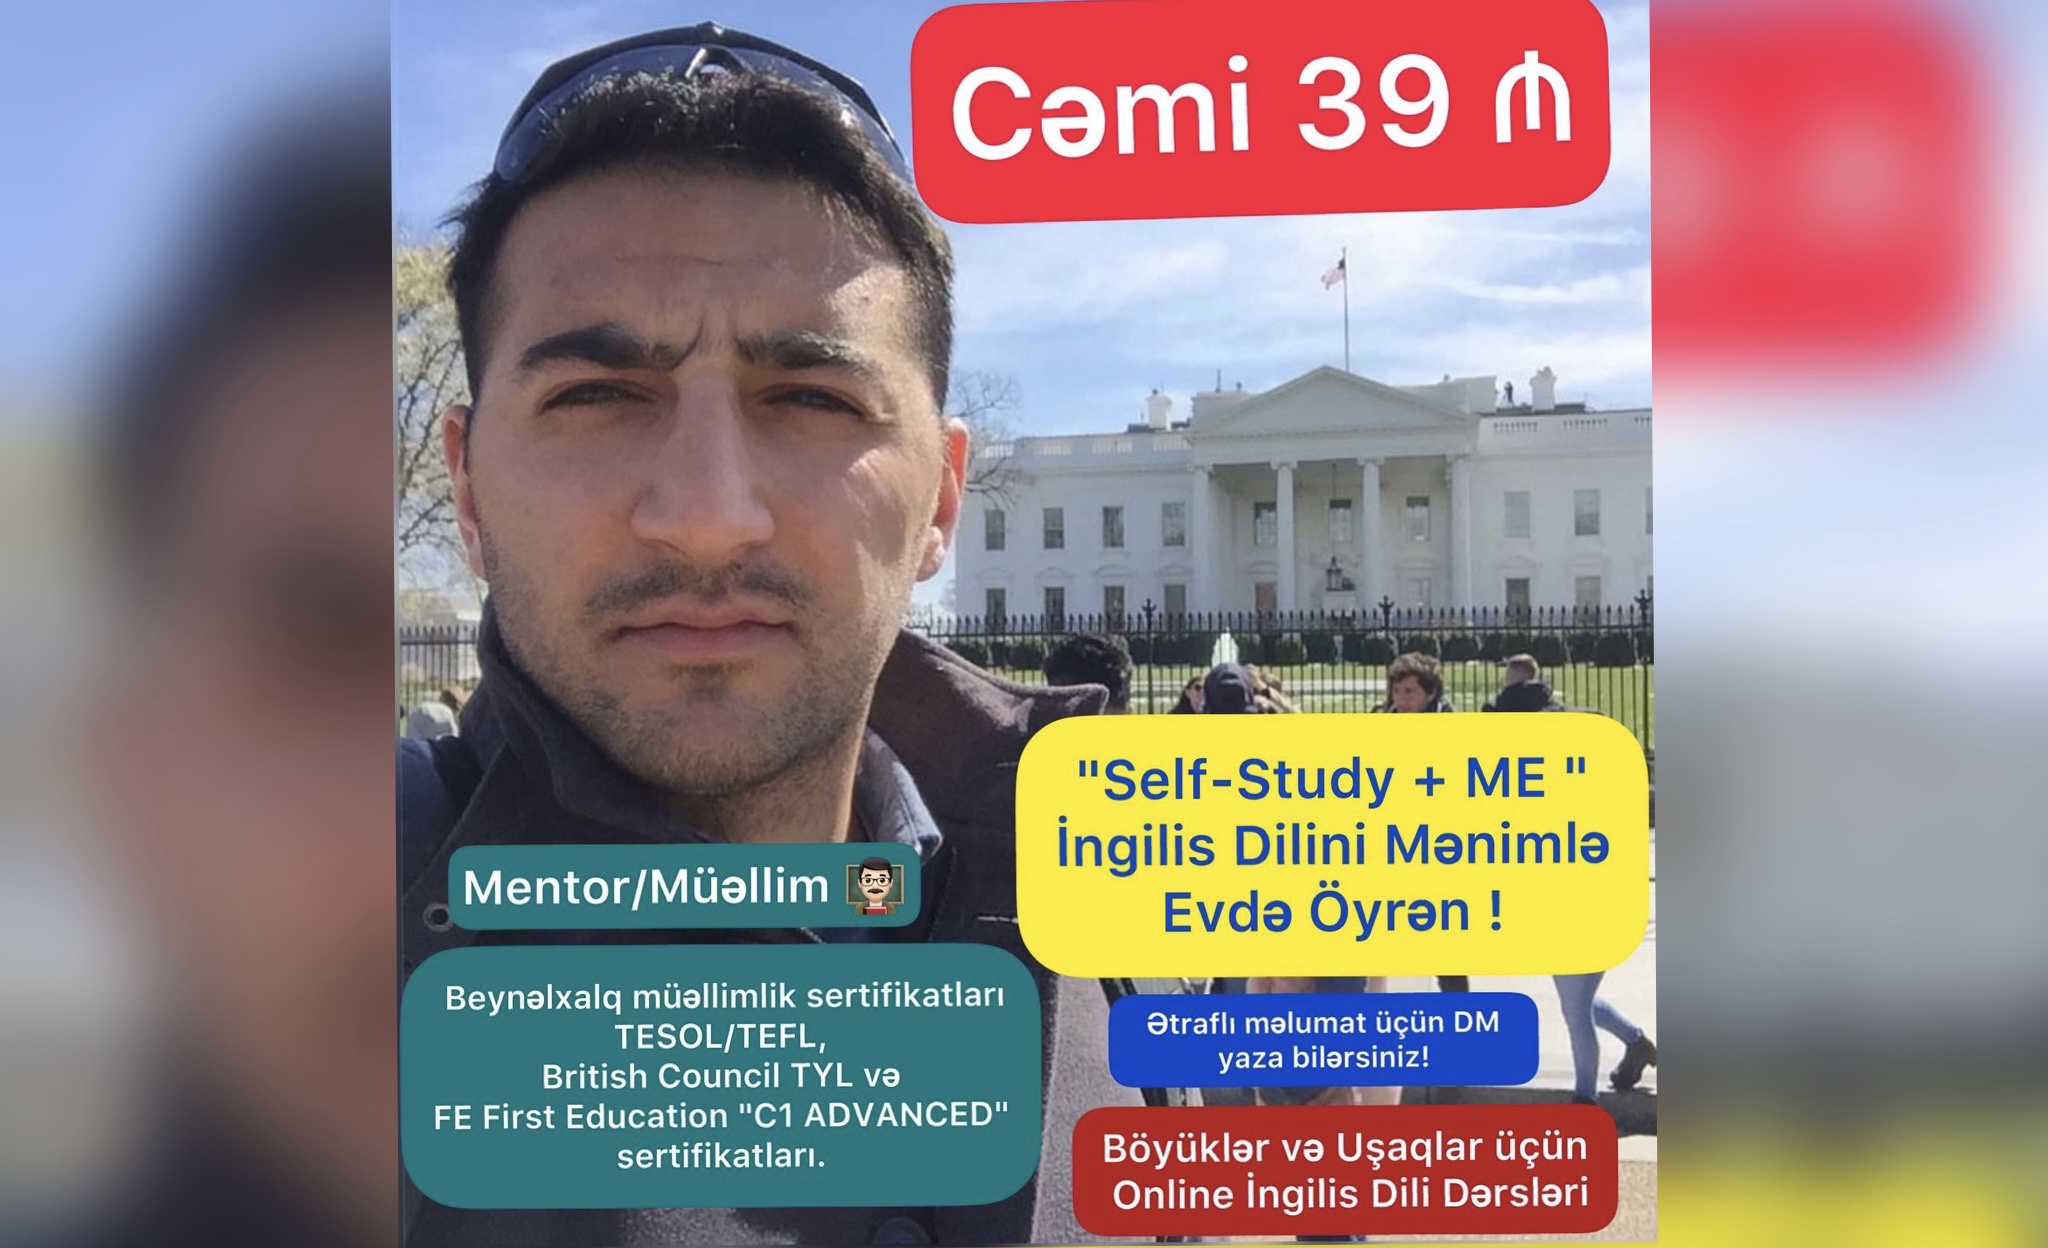 Cəmi 39 ₼
"Self-Study + ME "
İngilis Dilini Mənimlə
Evdə Öyrən !
Mentor/Müəllim
Beynəlxalq müəllimlik sertifikatları
TESOL/TEFL,
British Council TYL və
FE First Education "C1 ADVANCED"
sertifikatları.
Ətraflı məlumat üçün DM
yaza bilərsiniz!
Böyüklər və Uşaqlar üçün
Online İngilis Dili Dərsləri